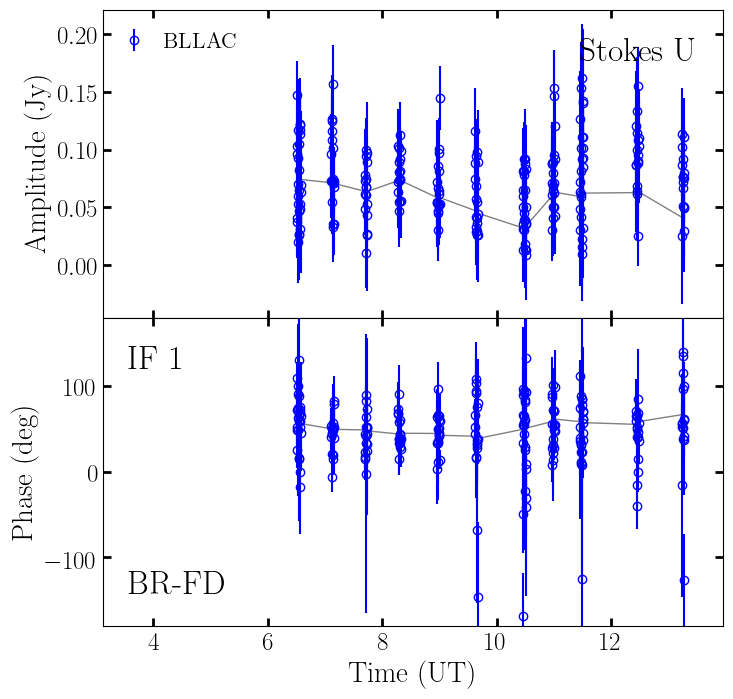 BLLAC
Stokes U
Amplitude (Jy)
0.20
0.15
0.10
0.05
0.00
IF 1
BR-FD
Phase (deg)
100
0
−100
4 6 8 10 12
Time (UT)